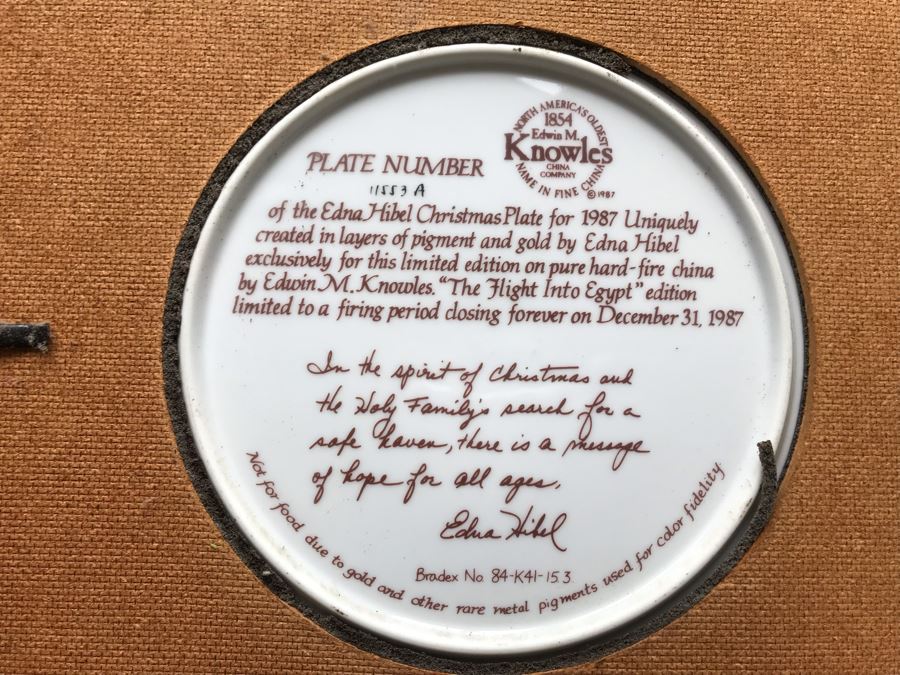 NORTH AMERICA'S OLDEST
1854
Edwin M.
Knowles
CHINA
COMPANY
NAME IN FINE CHINA
© 1987
PLATE NUMBER
11553 A
of the Edna Hibel Christmas Plate for 1987 Uniquely
created in layers of pigment and gold by Edna Hibel
exclusively for this limited edition on pure hard-fire china
by Edwin M. Knowles. "The Flight Into Egypt" edition
limited to a firing period closing forever on December 31, 1987
In the spirit of Christmas and
the Holy Family's search for a
safe haven, there is a message
of hope for all ages.
Edna Hibel
Bradex No. 84-K41-15.3
Not for food due to gold and other rare metal pigments used for color fidelity